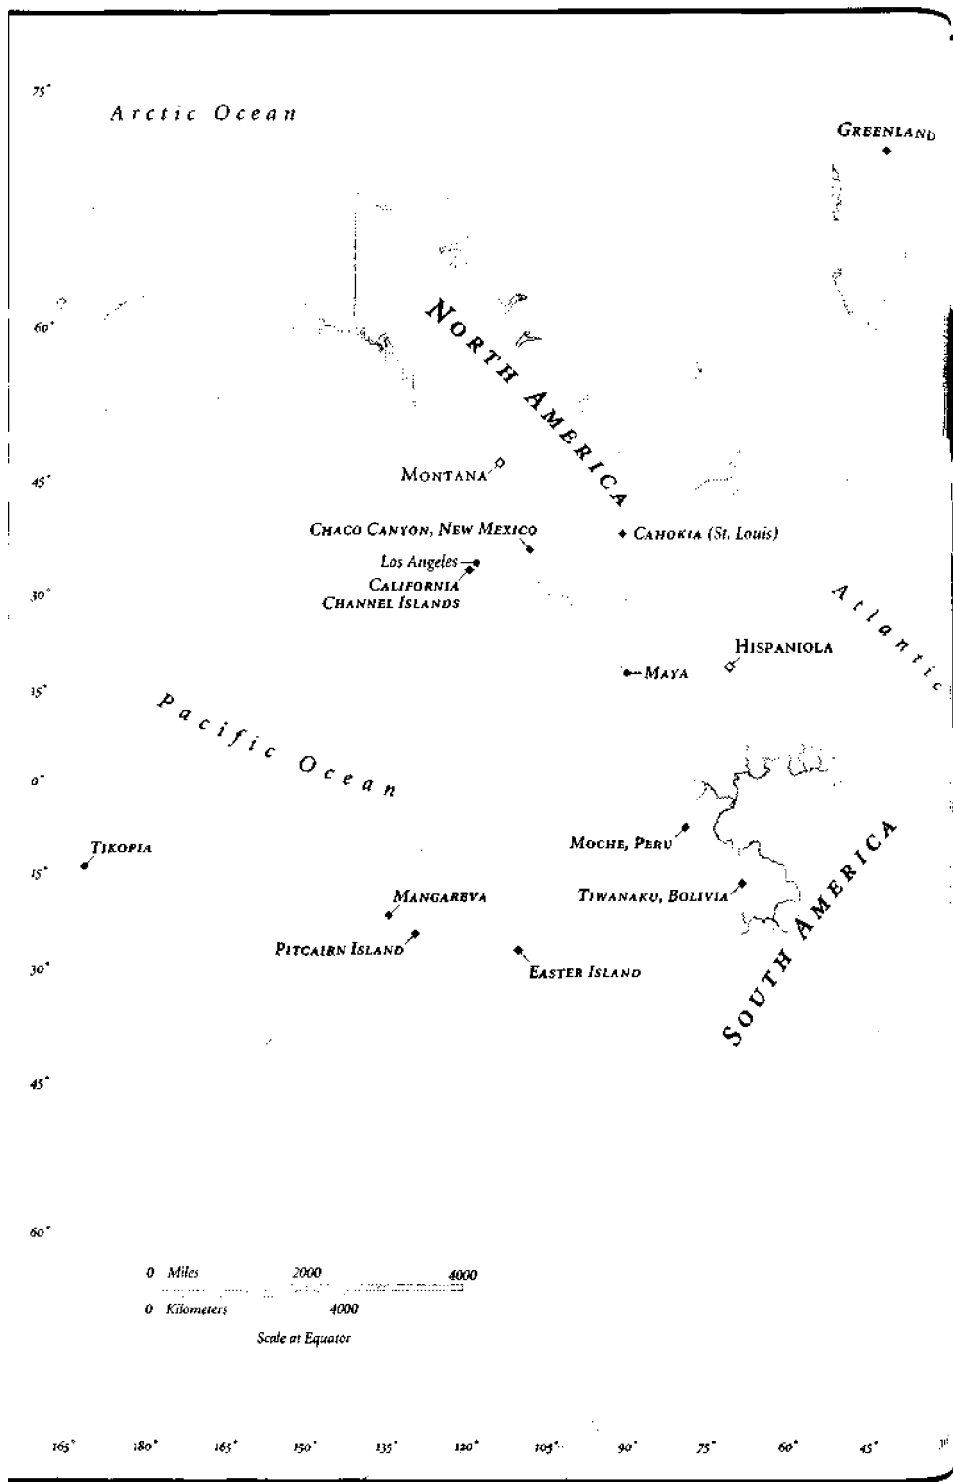 75°
Arctic Ocean
GREENLAND
60°
NORTH AMERICA
45°
MONTANA
CHACO CANYON, NEW MEXICO
CAHOKIA (St. Louis)
Los Angeles
CALIFORNIA
CHANNEL ISLANDS
30°
Atlantic
HISPANIOLA
MAYA
15°
Pacific Ocean
0°
MOCHE, PERU
TIKOPIA
15°
SOUTH AMERICA
MANGAREVA
TIWANAKU, BOLIVIA
PITCAIRN ISLAND
30°
EASTER ISLAND
45°
60°
0 Miles 2000 4000
0 Kilometers 4000
Scale at Equator
165° 180° 165° 150° 135° 120° 105° 90° 75° 60° 45°